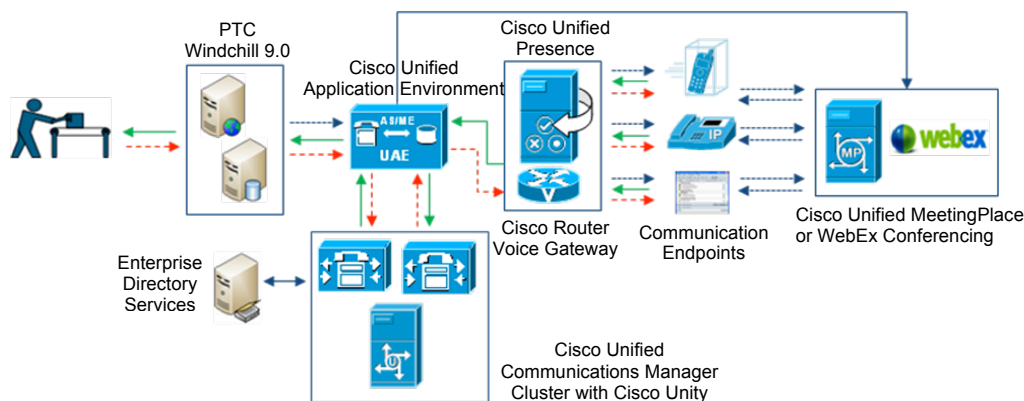 PTC
Windchill 9.0
Cisco Unified
Application Environment
AS/ME
UAE
Cisco Unified
Presence
IP
MP
webex
Cisco Router
Voice Gateway
Communication
Endpoints
Cisco Unified MeetingPlace
or WebEx Conferencing
Enterprise
Directory
Services
U
Cisco Unified
Communications Manager
Cluster with Cisco Unity